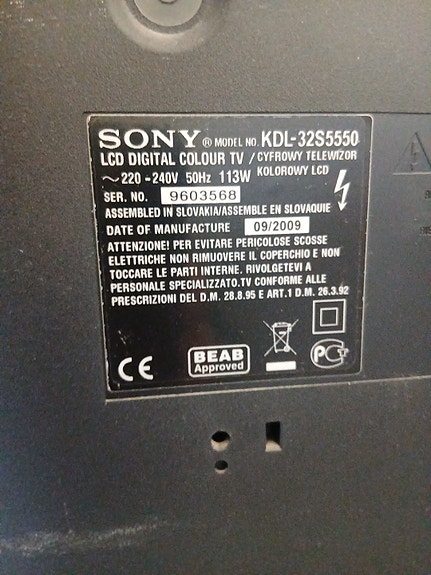 SONY ® MODEL NO. KDL-32S5550
LCD DIGITAL COLOUR TV / CYFROWY TELEWIZOR
~220 -240V 50Hz 113W KOLOROWY LCD
SER. NO. 9603568
ASSEMBLED IN SLOVAKIA/ASSEMBLE EN SLOVAQUIE
DATE OF MANUFACTURE 09/2009
ATTENZIONE! PER EVITARE PERICOLOSE SCOSSE
ELETTRICHE NON RIMUOVERE IL COPERCHIO E NON
TOCCARE LE PARTI INTERNE. RIVOLGETEVI A
PERSONALE SPECIALIZZATO.TV CONFORME ALLE
PRESCRIZIONI DEL D.M. 28.8.95 E ART.1 D.M. 26.3.92
CE
BEAB
Approved